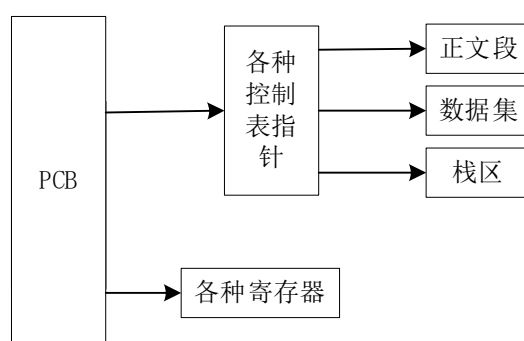 PCB
各种
控制
表指
针
正文段
数据集
栈区
各种寄存器